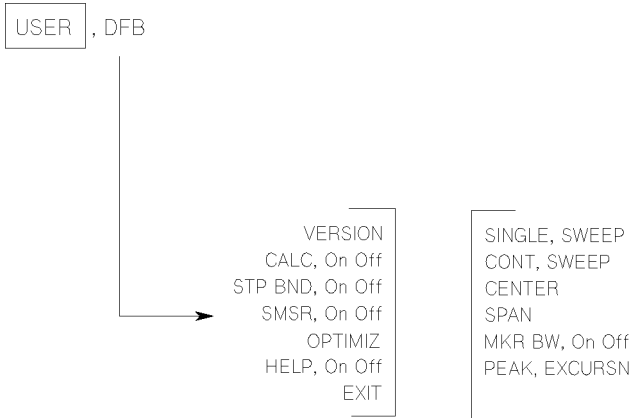 USER , DFB
VERSION
CALC, On Off
STP BND, On Off
SMSR, On Off
OPTIMIZ
HELP, On Off
EXIT
SINGLE, SWEEP
CONT, SWEEP
CENTER
SPAN
MKR BW, On Off
PEAK, EXCURSN